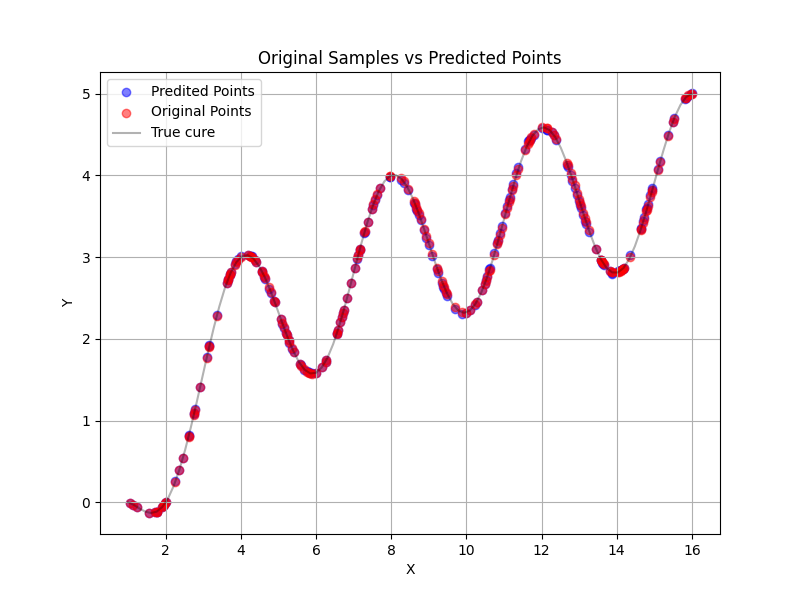 Original Samples vs Predicted Points
Predited Points
Original Points
True cure
5
4
3
2
1
0
Y
2 4 6 8 10 12 14 16
X